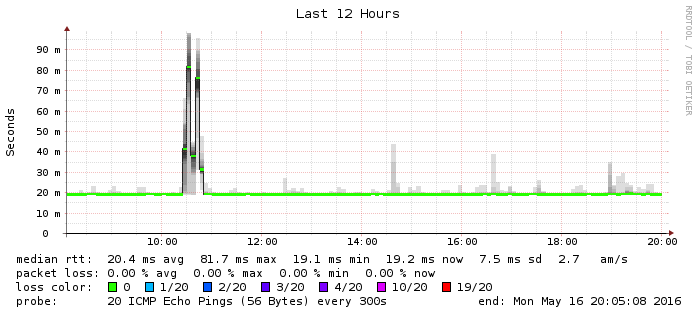 Last 12 Hours
RRDTOOL / TOBI OETIKER
Seconds
90 m
80 m
70 m
60 m
50 m
40 m
30 m
20 m
10 m
0
10:00 12:00 14:00 16:00 18:00 20:00
median rtt: 20.4 ms avg 81.7 ms max 19.1 ms min 19.2 ms now 7.5 ms sd 2.7 am/s
packet loss: 0.00 % avg 0.00 % max 0.00 % min 0.00 % now
loss color: 0 1/20 2/20 3/20 4/20 10/20 19/20
probe: 20 ICMP Echo Pings (56 Bytes) every 300s end: Mon May 16 20:05:08 2016